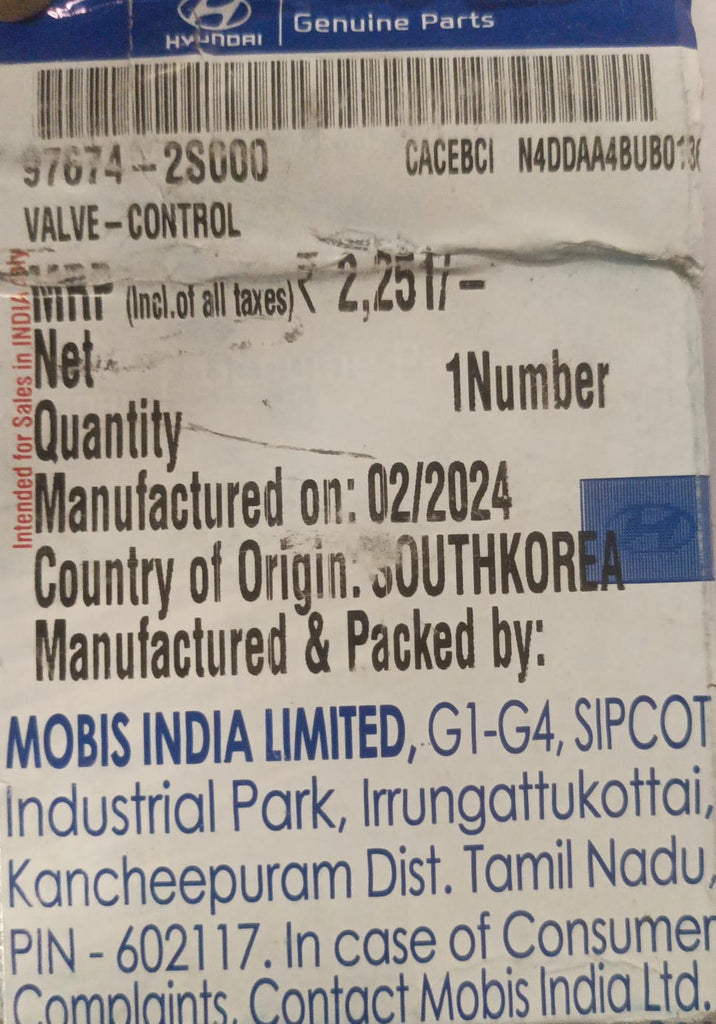 HYUNDAI | Genuine Parts
97674-2S000 CACEBCI N4DDAA4BUB013
VALVE-CONTROL
MRP (Incl.of all taxes) ₹ 2,251/-
Net
1Number
Quantity
Manufactured on: 02/2024
Country of Origin: SOUTHKOREA
Manufactured & Packed by:
MOBIS INDIA LIMITED, G1-G4, SIPCOT
Industrial Park, Irrungattukottai,
Kancheepuram Dist. Tamil Nadu,
PIN - 602117. In case of Consumer
Complaints, Contact Mobis India Ltd.
Intended for Sales in INDIA only